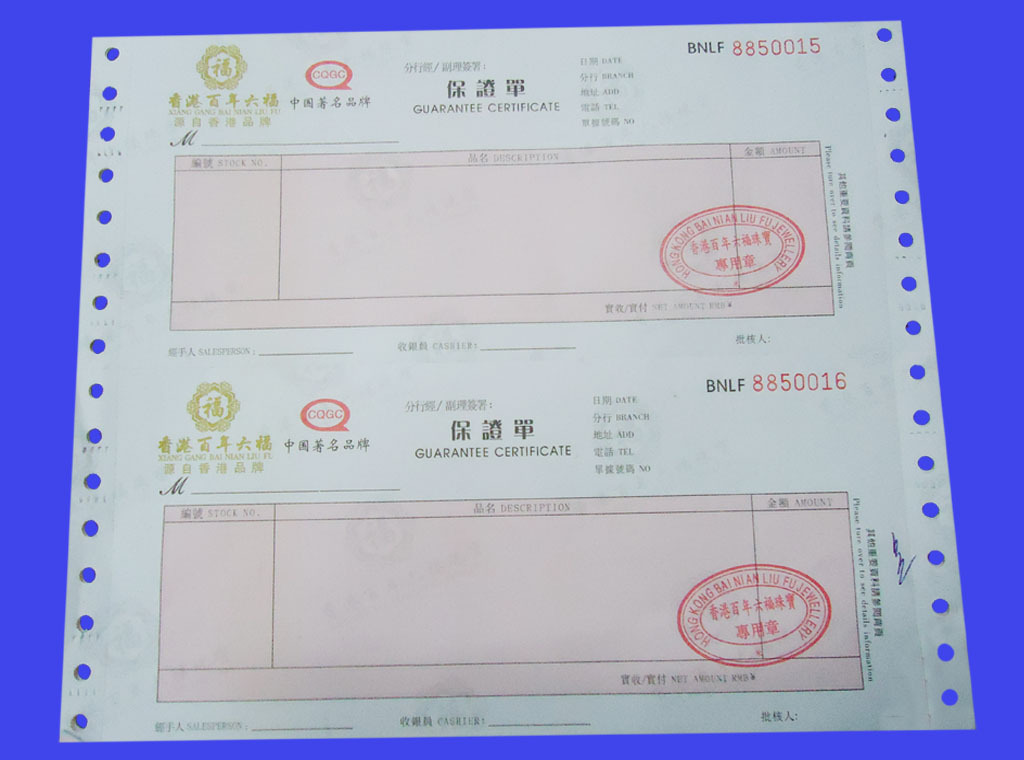 福
香港百年六福
XIANG GANG BAI NIAN LIU FU
源自香港品牌
CQGC
中国著名品牌
分行經/副理簽署:
保證單
GUARANTEE CERTIFICATE
BNLF 8850015
日期 DATE
分行 BRANCH
地址 ADD
電話 TEL
單據號碼 NO
M
編號 STOCK NO.
品名 DESCRIPTION
金額 AMOUNT
HONGKONG BAI NIAN LIU FU JEWELLERY
香港百年六福珠寶
專用章
實收/實付 NET AMOUNT RMB¥
其他重要資料請參閱背頁
Please ture over to see details information
經手人 SALESPERSON:
收銀員 CASHIER:
批核人:
福
香港百年六福
XIANG GANG BAI NIAN LIU FU
源自香港品牌
CQGC
中国著名品牌
分行經/副理簽署:
保證單
GUARANTEE CERTIFICATE
BNLF 8850016
日期 DATE
分行 BRANCH
地址 ADD
電話 TEL
單據號碼 NO
M
編號 STOCK NO.
品名 DESCRIPTION
金額 AMOUNT
HONGKONG BAI NIAN LIU FU JEWELLERY
香港百年六福珠寶
專用章
實收/實付 NET AMOUNT RMB¥
其他重要資料請參閱背頁
Please ture over to see details information
經手人 SALESPERSON:
收銀員 CASHIER:
批核人: